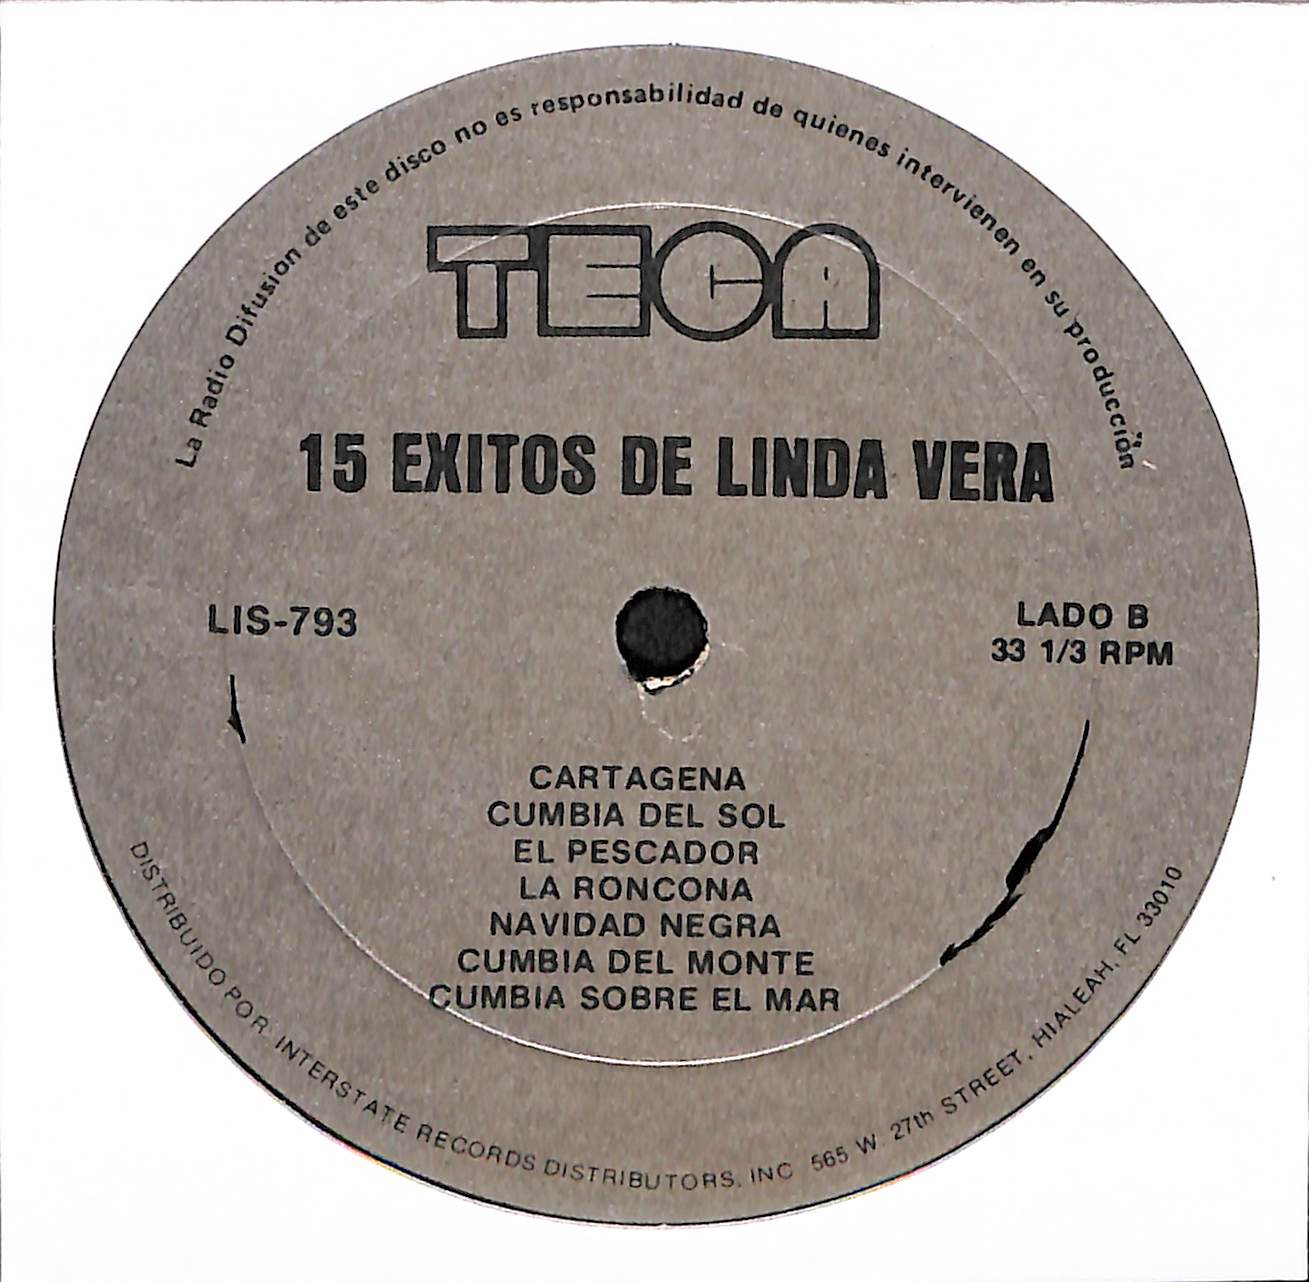 La Radio Difusion de este disco no es responsabilidad de quienes intervienen en su producción
TECA
15 EXITOS DE LINDA VERA
LIS-793
LADO B
33 1/3 RPM
CARTAGENA
CUMBIA DEL SOL
EL PESCADOR
LA RONCONA
NAVIDAD NEGRA
CUMBIA DEL MONTE
CUMBIA SOBRE EL MAR
DISTRIBUIDO POR: INTERSTATE RECORDS DISTRIBUTORS, INC 565 W. 27th STREET, HIALEAH, FL 33010